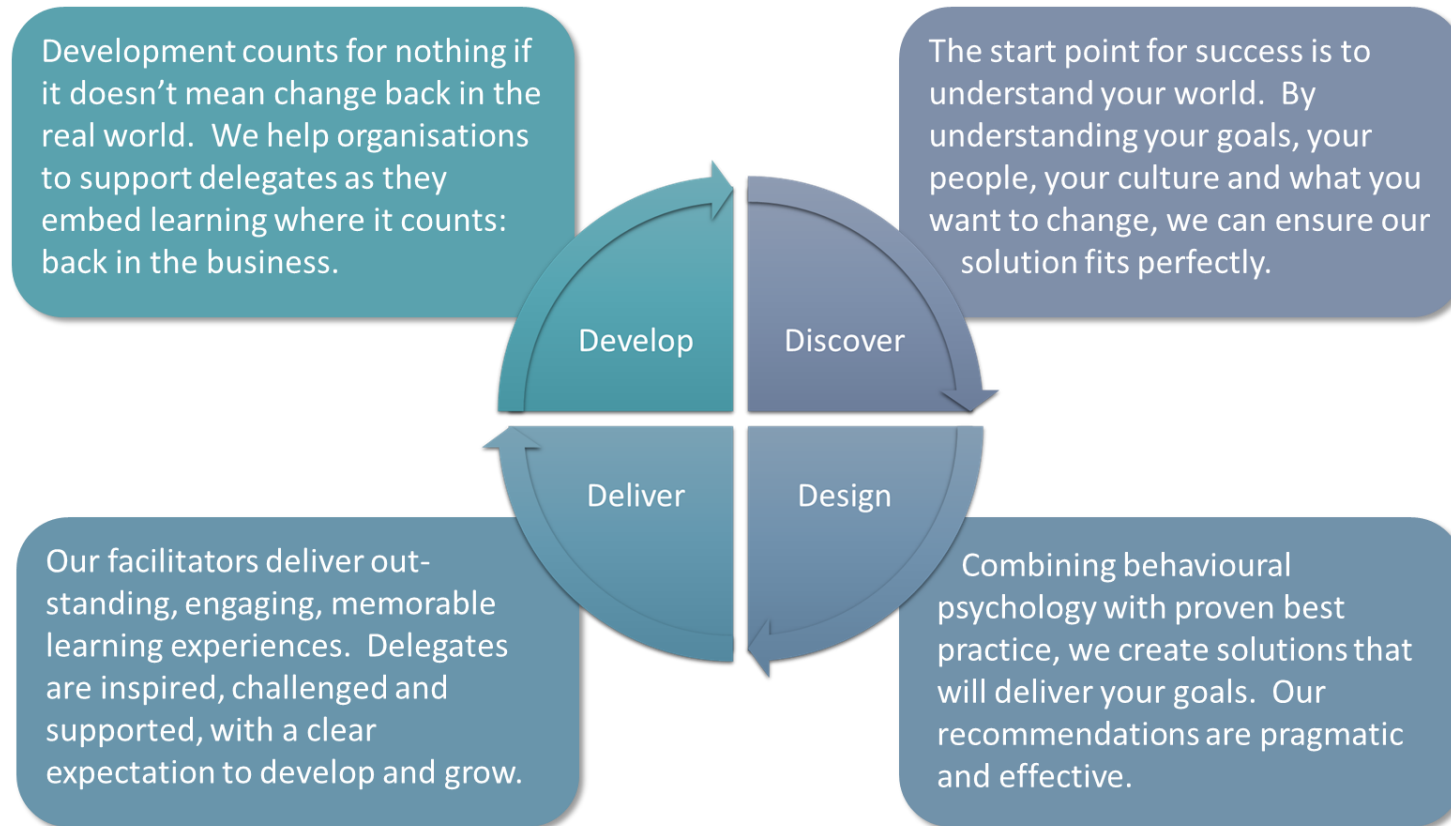 Development counts for nothing if
it doesn’t mean change back in the
real world.  We help organisations
to support delegates as they
embed learning where it counts:
back in the business.
The start point for success is to
understand your world.  By
understanding your goals, your
people, your culture and what you
want to change, we can ensure our
solution fits perfectly.
Develop
Discover
Deliver
Design
Our facilitators deliver out-
standing, engaging, memorable
learning experiences.  Delegates
are inspired, challenged and
supported, with a clear
expectation to develop and grow.
Combining behavioural
psychology with proven best
practice, we create solutions that
will deliver your goals.  Our
recommendations are pragmatic
and effective.